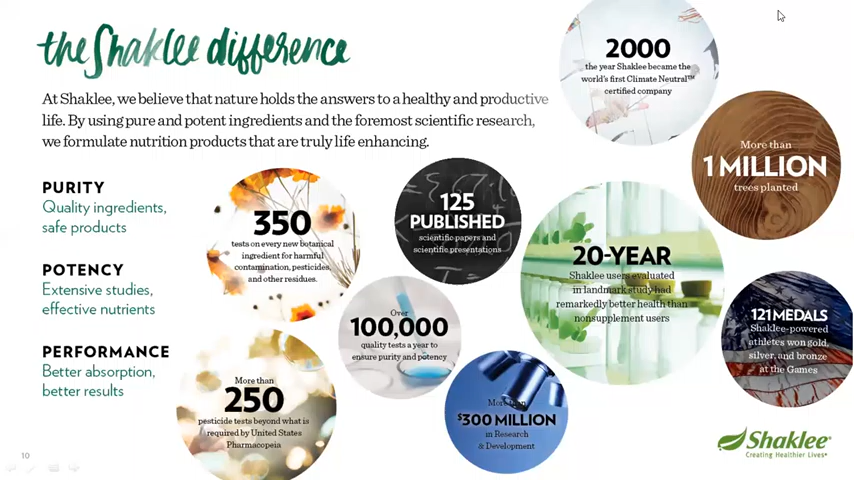 the Shaklee difference
At Shaklee, we believe that nature holds the answers to a healthy and productive
life. By using pure and potent ingredients and the foremost scientific research,
we formulate nutrition products that are truly life enhancing.
PURITY
Quality ingredients,
safe products
POTENCY
Extensive studies,
effective nutrients
PERFORMANCE
Better absorption,
better results
350
tests on every new botanical
ingredient for harmful
contamination, pesticides,
and other residues.
More than
250
pesticide tests beyond what is
required by United States
Pharmacopeia
125
PUBLISHED
scientific papers and
scientific presentations
Over
100,000
quality tests a year to
ensure purity and potency
More than
$300 MILLION
in Research
& Development
2000
the year Shaklee became the
world's first Climate Neutral™
certified company
More than
1 MILLION
trees planted
20-YEAR
Shaklee users evaluated
in landmark study had
remarkedly better health than
nonsupplement users
121 MEDALS
Shaklee-powered
athletes won gold,
silver, and bronze
at the Games
Shaklee®
Creating Healthier Lives®
10